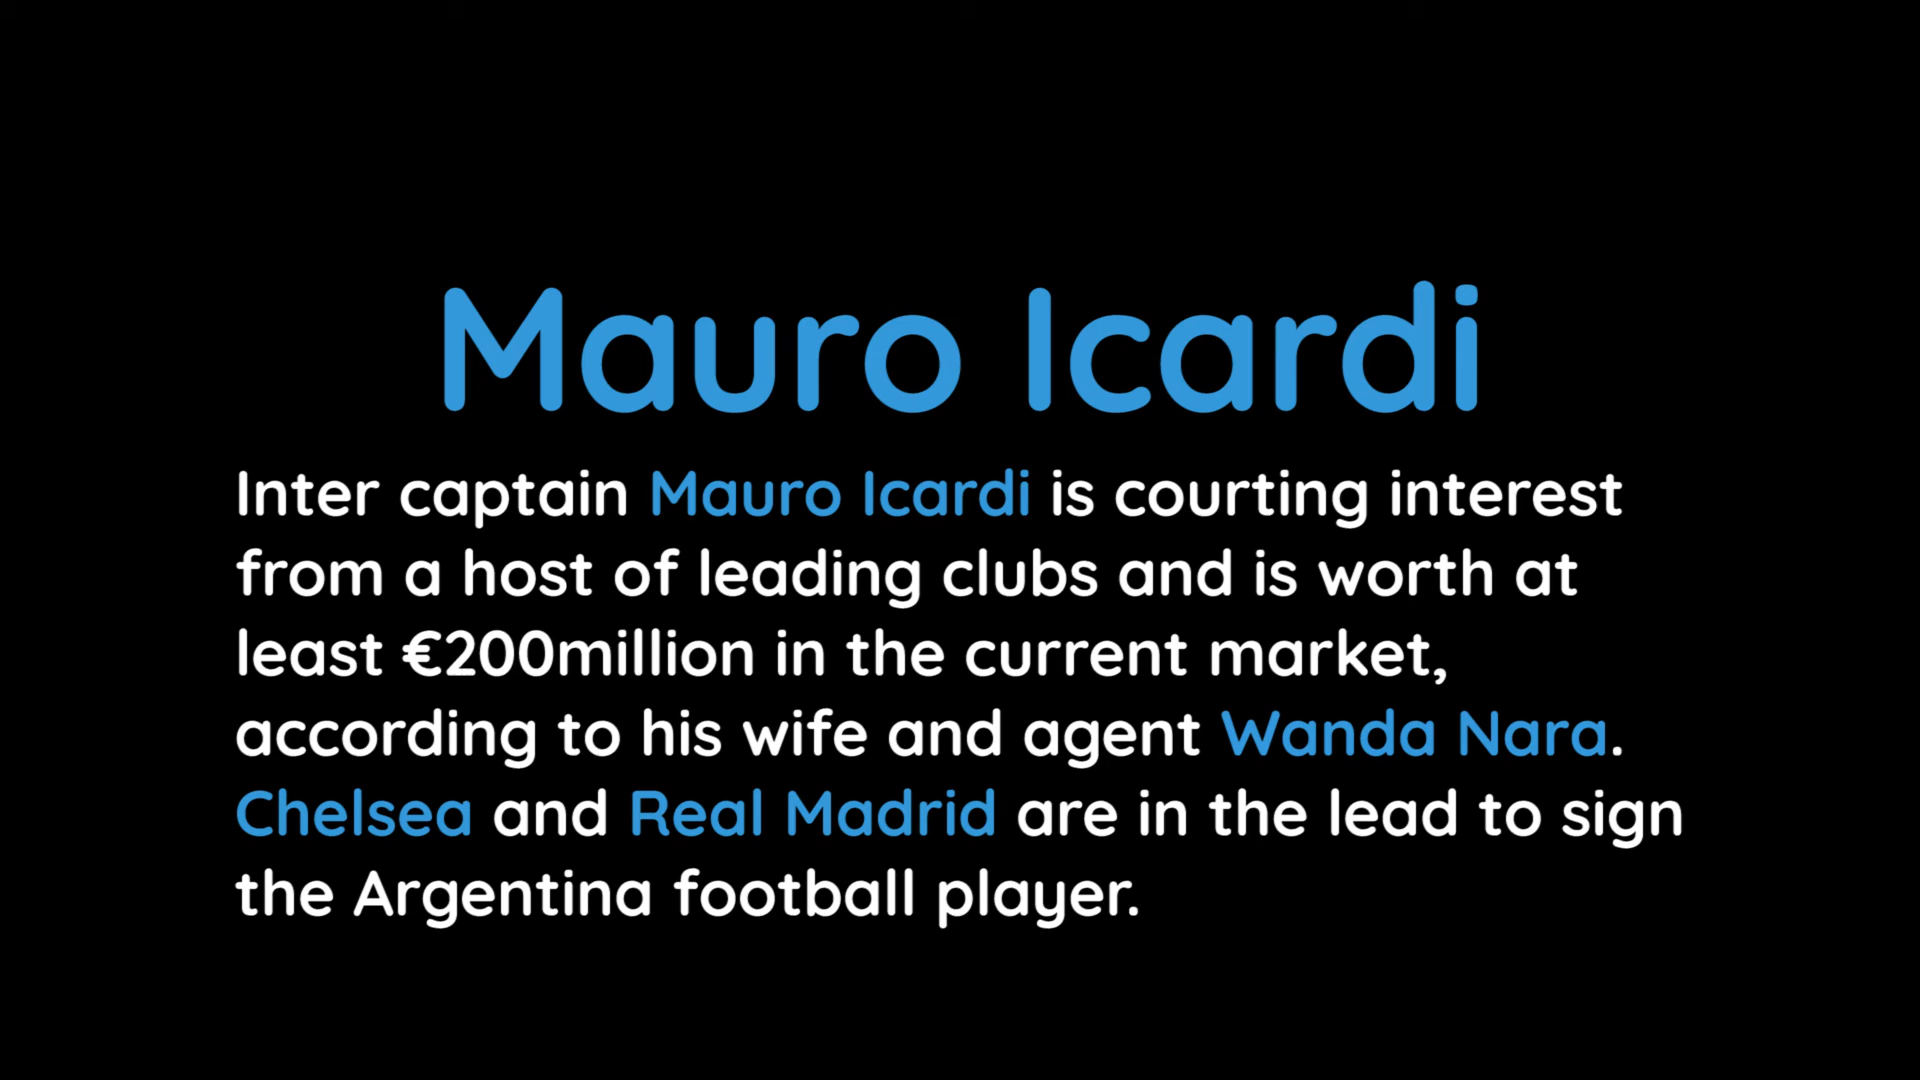 Mauro Icardi
Inter captain Mauro Icardi is courting interest
from a host of leading clubs and is worth at
least €200million in the current market,
according to his wife and agent Wanda Nara.
Chelsea and Real Madrid are in the lead to sign
the Argentina football player.